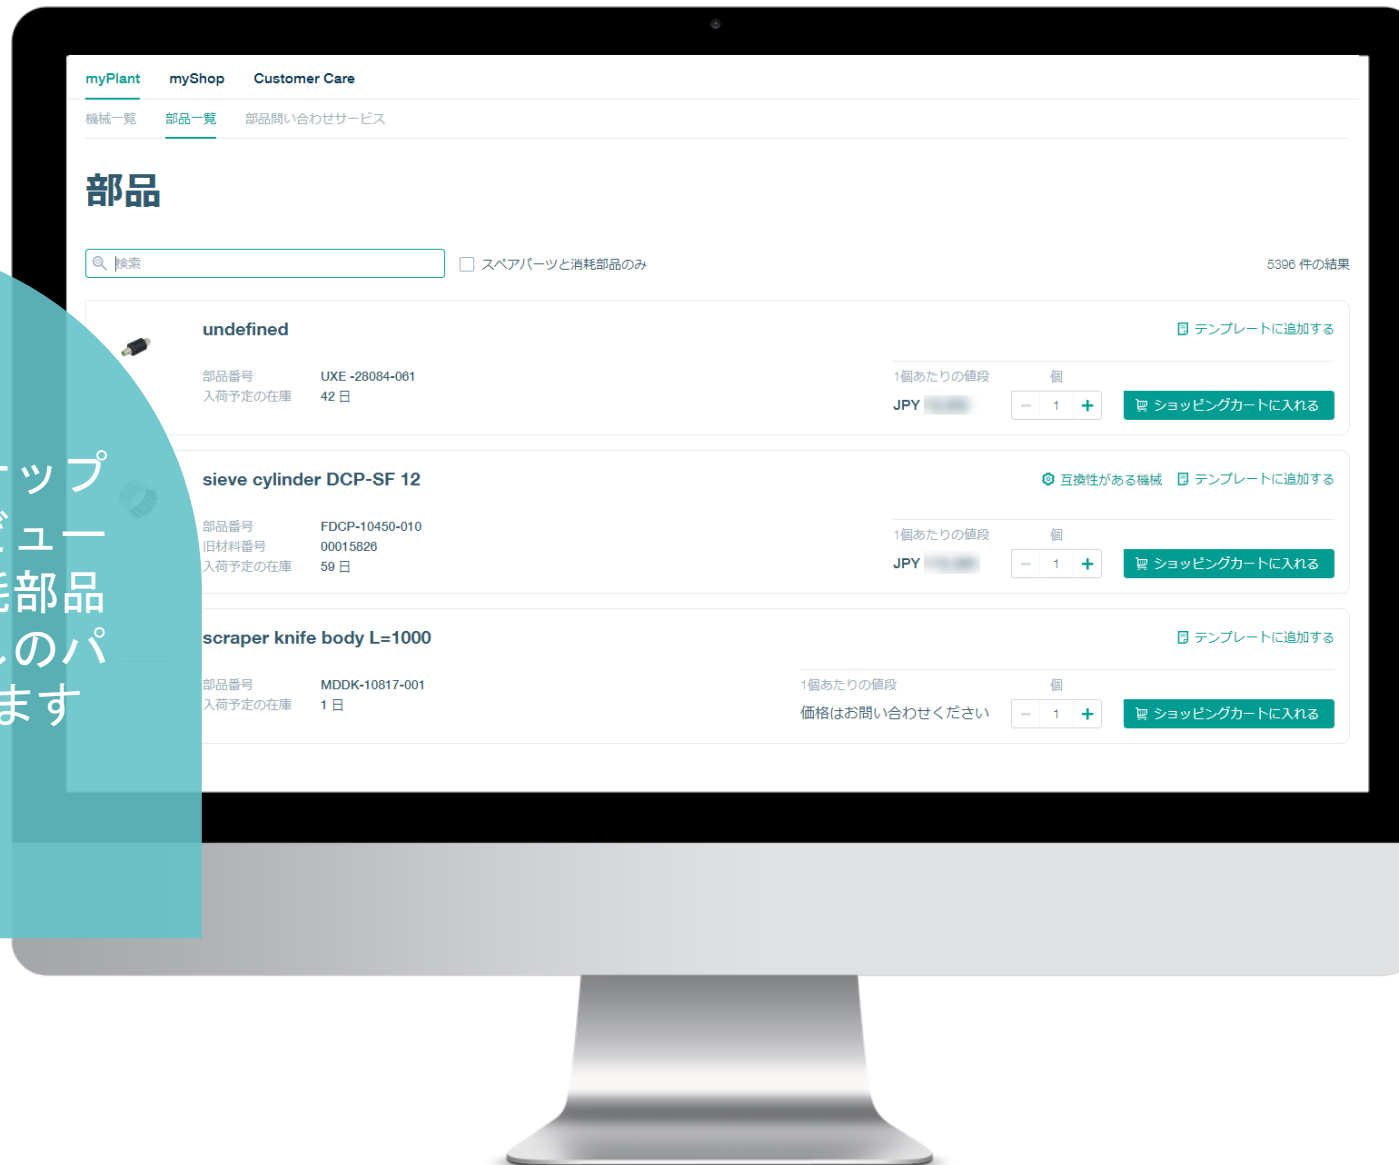 myPlant myShop Customer Care
機械一覧 部品一覧 部品問い合わせサービス
部品
検索 スペアパーツと消耗部品のみ 5396 件の結果
undefined テンプレートに追加する
部品番号 UXE -28084-061 1個あたりの値段 個
入荷予定の在庫 42 日
JPY - 1 + ショッピングカートに入れる
sieve cylinder DCP-SF 12 互換性がある機械 テンプレートに追加する
部品番号 FDCP-10450-010 1個あたりの値段 個
旧材料番号 00015826
入荷予定の在庫 59 日 JPY - 1 + ショッピングカートに入れる
scraper knife body L=1000 テンプレートに追加する
部品番号 MDDK-10817-001 1個あたりの値段 個
入荷予定の在庫 1 日 価格はお問い合わせください - 1 + ショッピングカートに入れる
ップ
ビュー
耗部品
しのパ
ます